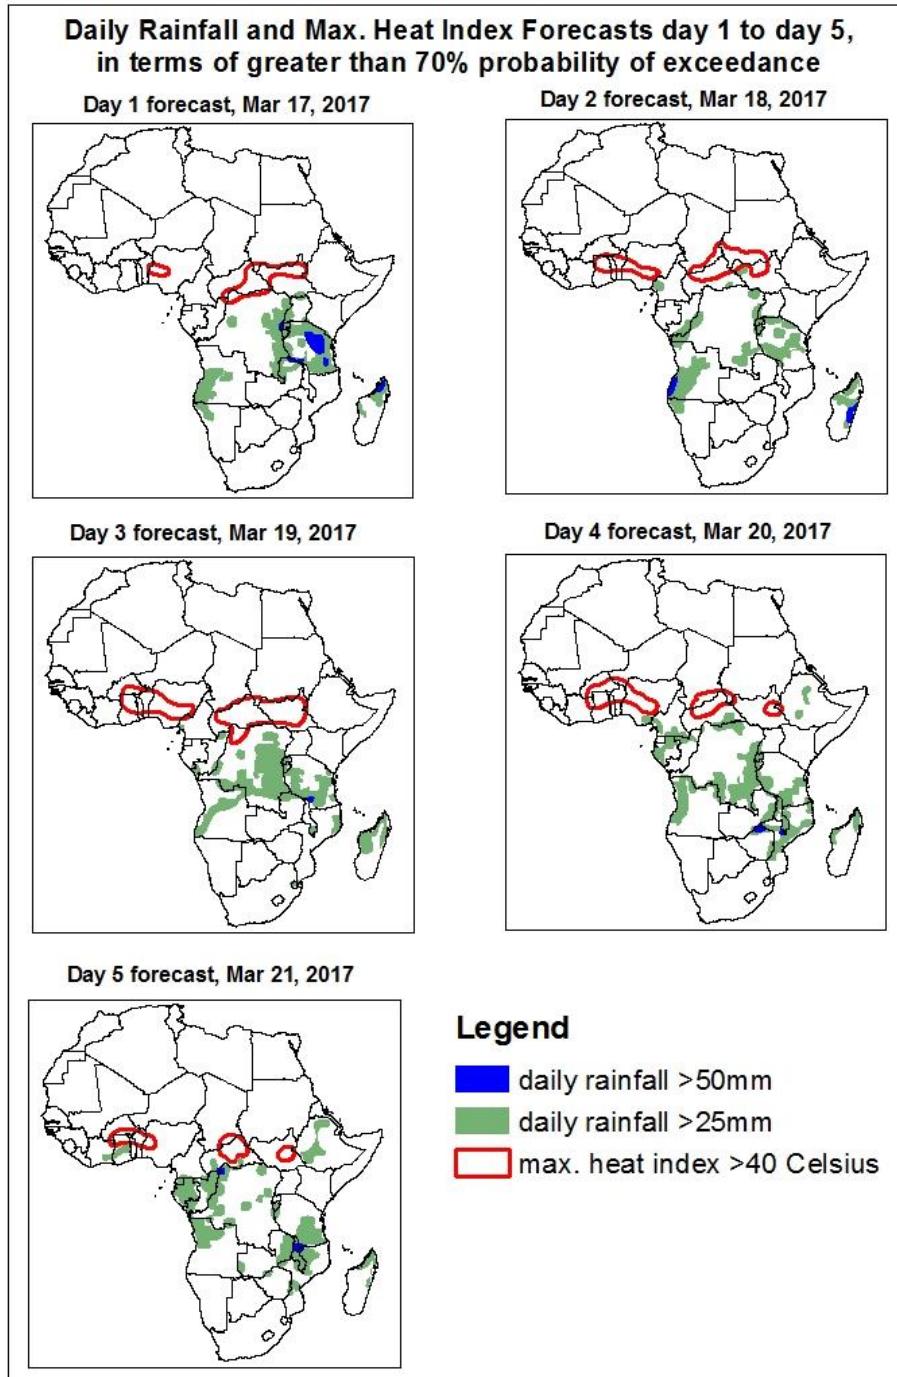 Daily Rainfall and Max. Heat Index Forecasts day 1 to day 5,
in terms of greater than 70% probability of exceedance
Day 1 forecast, Mar 17, 2017
Day 2 forecast, Mar 18, 2017
Day 3 forecast, Mar 19, 2017
Day 4 forecast, Mar 20, 2017
Day 5 forecast, Mar 21, 2017
Legend
daily rainfall >50mm
daily rainfall >25mm
max. heat index >40 Celsius